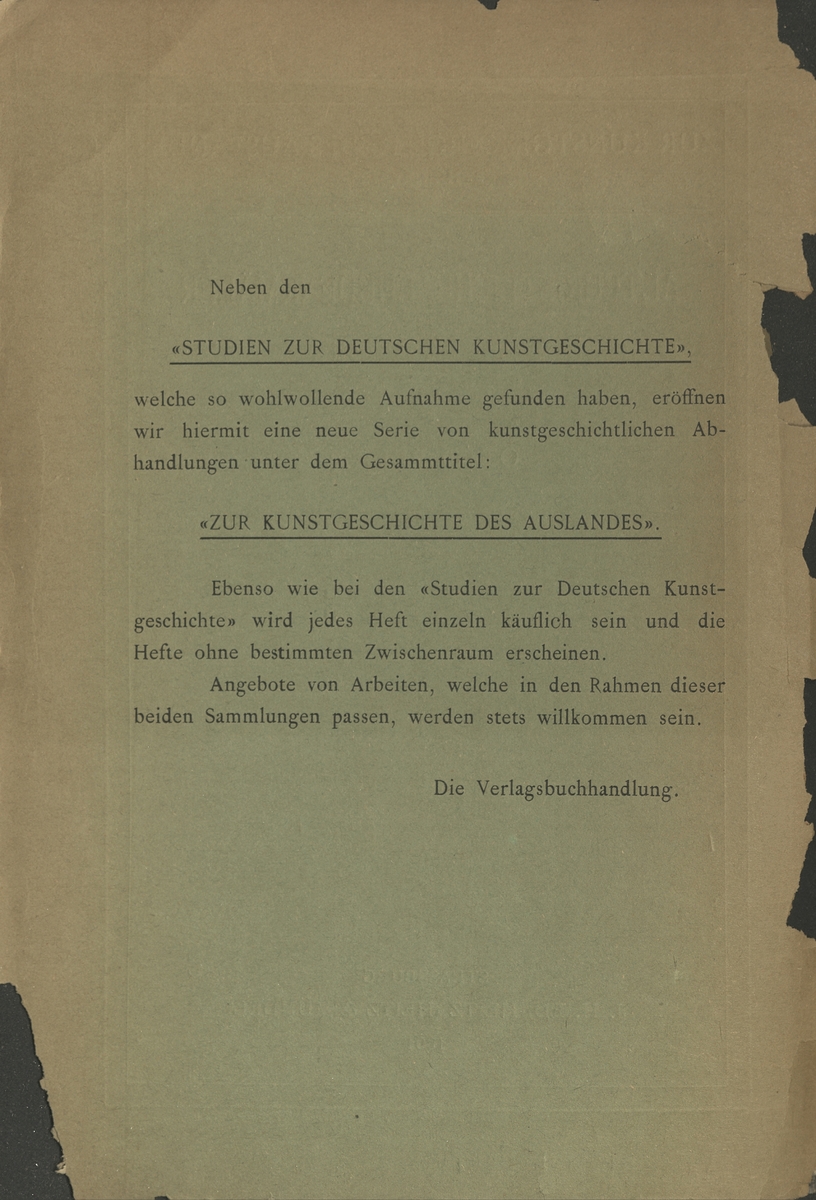 Neben den
«STUDIEN ZUR DEUTSCHEN KUNSTGESCHICHTE»,
welche so wohlwollende Aufnahme gefunden haben, eröffnen
wir hiermit eine neue Serie von kunstgeschichtlichen Ab-
handlungen unter dem Gesammttitel:
«ZUR KUNSTGESCHICHTE DES AUSLANDES».
Ebenso wie bei den «Studien zur Deutschen Kunst-
geschichte» wird jedes Heft einzeln käuflich sein und die
Hefte ohne bestimmten Zwischenraum erscheinen.
Angebote von Arbeiten, welche in den Rahmen dieser
beiden Sammlungen passen, werden stets willkommen sein.
Die Verlagsbuchhandlung.